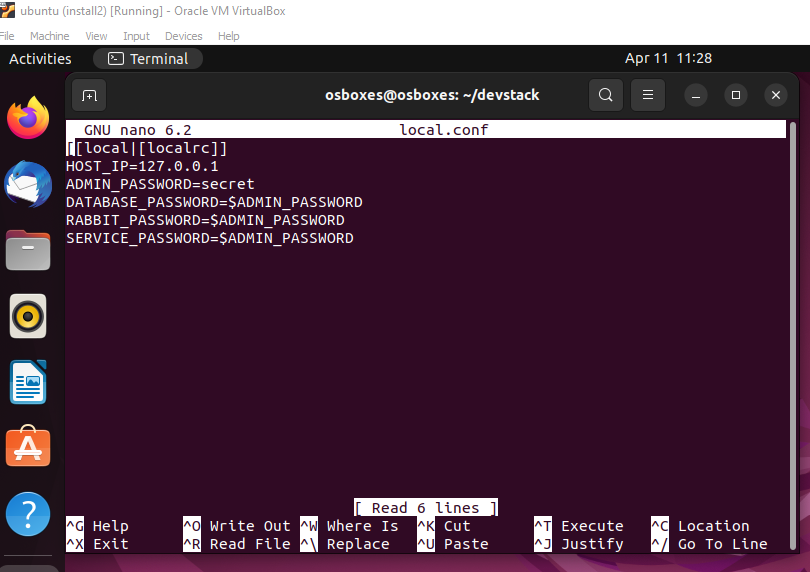 ubuntu (install2) [Running] - Oracle VM VirtualBox
File Machine View Input Devices Help
Activities Terminal Apr 11 11:28
osboxes@osboxes: ~/devstack
GNU nano 6.2 local.conf
[[local|[localrc]]
HOST_IP=127.0.0.1
ADMIN_PASSWORD=secret
DATABASE_PASSWORD=$ADMIN_PASSWORD
RABBIT_PASSWORD=$ADMIN_PASSWORD
SERVICE_PASSWORD=$ADMIN_PASSWORD
[ Read 6 lines ]
^G Help ^O Write Out ^W Where Is ^K Cut ^T Execute ^C Location
^X Exit ^R Read File ^\ Replace ^U Paste ^J Justify ^/ Go To Line